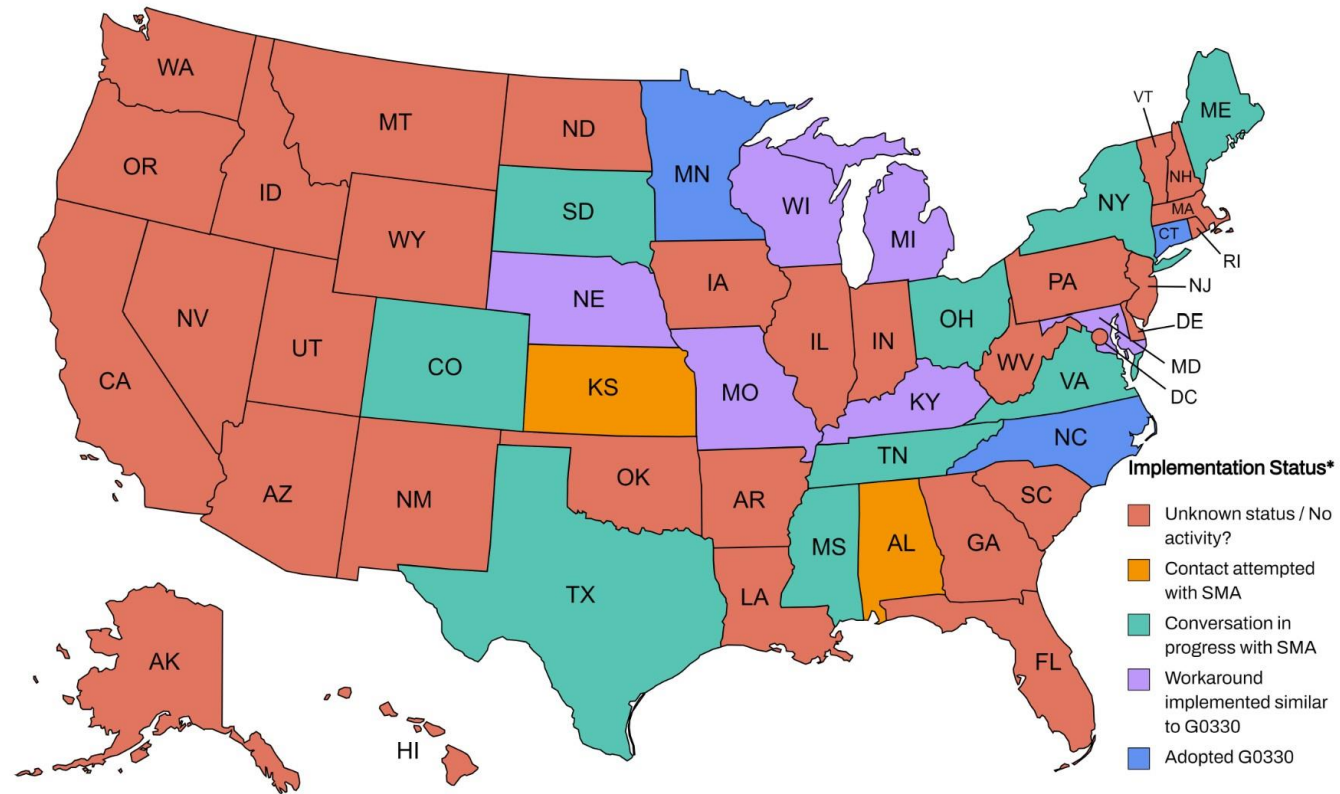 WA
MT
ND
MN
VT
ME
OR
ID
SD
WI
NH
NY
MA
WY
MI
CT
RI
IA
PA
NJ
NE
NV
OH
DE
UT
IL
IN
CO
WV
MD
CA
KS
MO
VA
KY
DC
NC
TN
Implementation Status*
AZ
NM
OK
AR
SC
Unknown status / No
activity?
MS
AL
GA
Contact attempted
with SMA
TX
LA
Conversation in
progress with SMA
AK
FL
Workaround
implemented similar
to G0330
HI
Adopted G0330